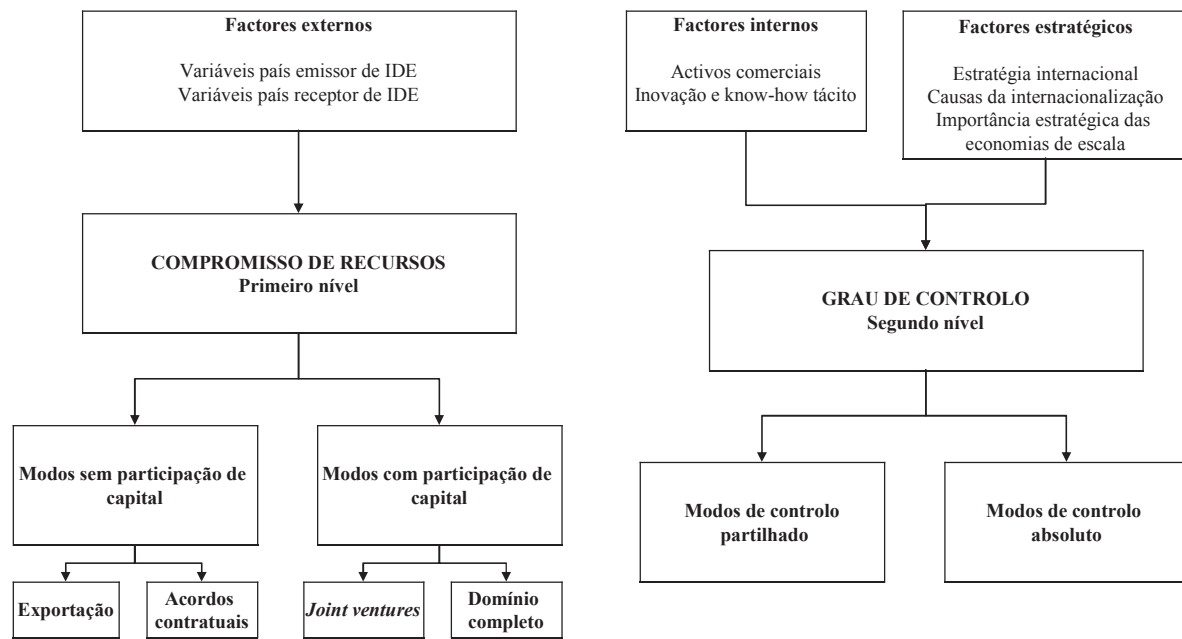 Factores externos
Variáveis país emissor de IDE
Variáveis país receptor de IDE
Factores internos
Activos comerciais
Inovação e know-how tácito
Factores estratégicos
Estratégia internacional
Causas da internacionalização
Importância estratégica das
economias de escala
COMPROMISSO DE RECURSOS
Primeiro nível
GRAU DE CONTROLO
Segundo nível
Modos sem participação de
capital
Modos com participação de
capital
Modos de controlo
partilhado
Modos de controlo
absoluto
Exportação
Acordos
contratuais
Joint ventures
Domínio
completo